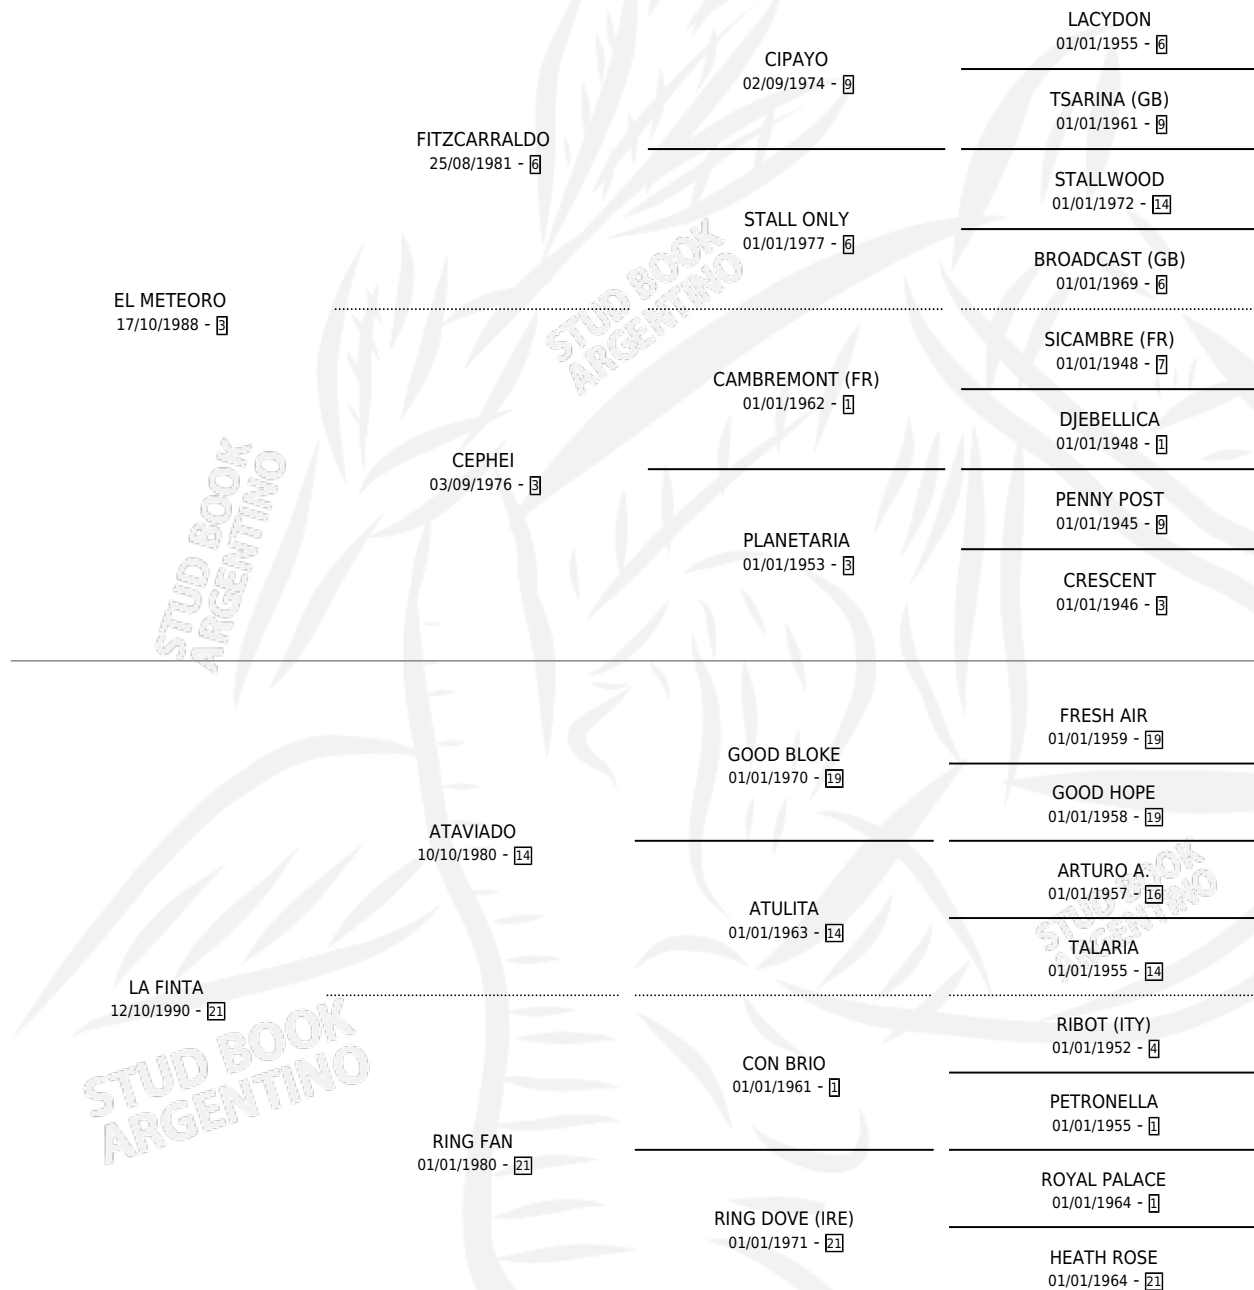 LACYDON
01/01/1955 - 6
CIPAYO
02/09/1974 - 9
TSARINA (GB)
01/01/1961 - 9
FITZCARRALDO
25/08/1981 - 6
STALLWOOD
01/01/1972 - 14
STALL ONLY
01/01/1977 - 6
BROADCAST (GB)
01/01/1969 - 6
EL METEORO
17/10/1988 - 3
STUD BOOK
ARGENTINO
SICAMBRE (FR)
01/01/1948 - 7
CAMBREMONT (FR)
01/01/1962 - 1
DJEBELLICA
01/01/1948 - 1
CEPHEI
03/09/1976 - 3
PENNY POST
01/01/1945 - 9
PLANETARIA
01/01/1953 - 3
CRESCENT
01/01/1946 - 3
STUD BOOK
ARGENTINO
FRESH AIR
01/01/1959 - 19
GOOD BLOKE
01/01/1970 - 19
GOOD HOPE
01/01/1958 - 19
ATAVIADO
10/10/1980 - 14
ARTURO A.
01/01/1957 - 16
ATULITA
01/01/1963 - 14
TALARIA
01/01/1955 - 14
STUD BOOK
ARGENTINO
LA FINTA
12/10/1990 - 21
RIBOT (ITY)
01/01/1952 - 4
CON BRIO
01/01/1961 - 1
PETRONELLA
01/01/1955 - 1
STUD BOOK
ARGENTINO
RING FAN
01/01/1980 - 21
ROYAL PALACE
01/01/1964 - 1
RING DOVE (IRE)
01/01/1971 - 21
HEATH ROSE
01/01/1964 - 21